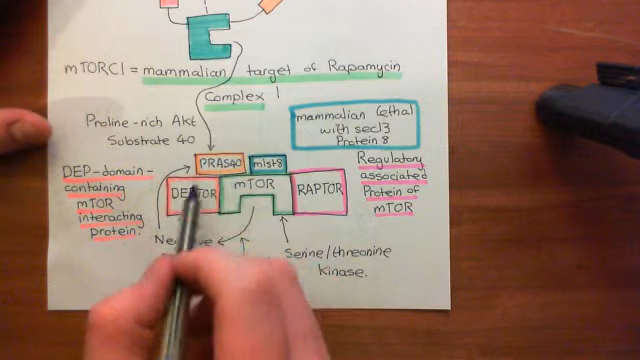 mTORC1 = mammalian target of Rapamycin
Complex 1
Proline-rich Akt
Substrate 40
mammalian lethal
with sec13
Protein 8
PRAS40
mlst8
DEPTOR
mTOR
RAPTOR
DEP-domain-
containing
mTOR
interacting
protein.
Regulatory
associated
Protein of
mTOR
Serine/threonine
kinase.